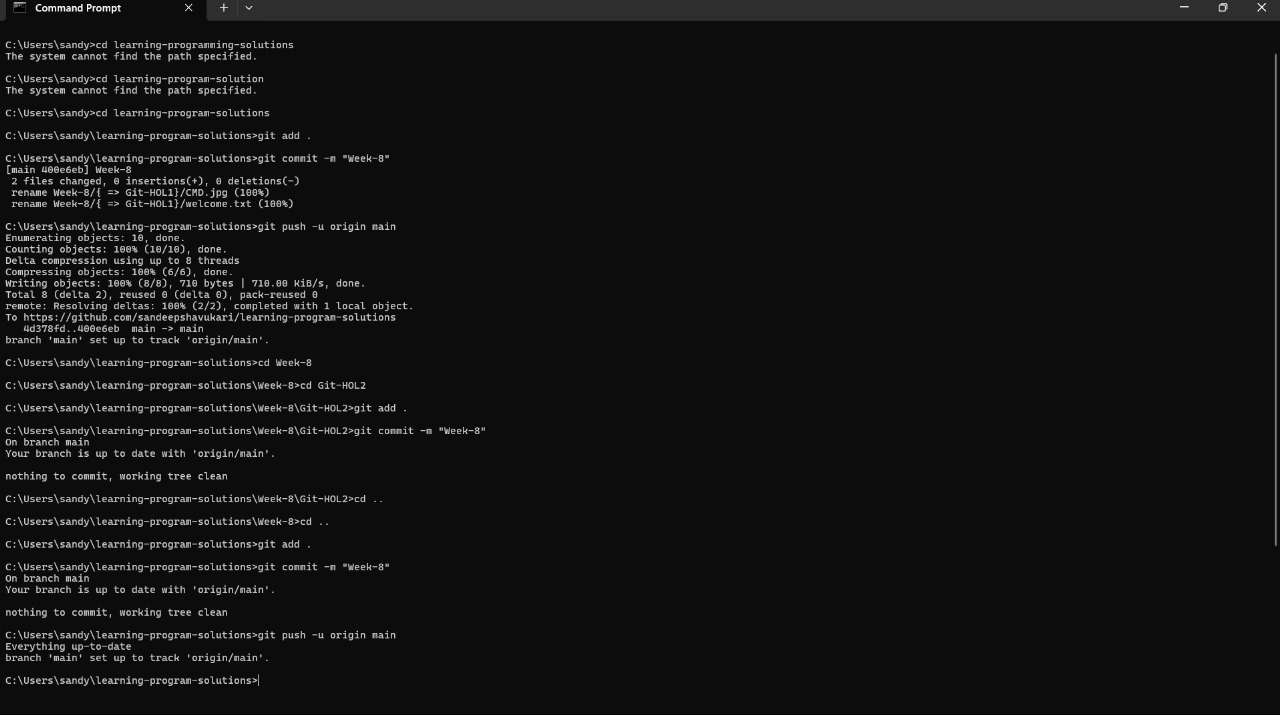 Command Prompt
C:\Users\sandy>cd learning-programming-solutions
The system cannot find the path specified.
C:\Users\sandy>cd learning-program-solution
The system cannot find the path specified.
C:\Users\sandy>cd learning-program-solutions
C:\Users\sandy\learning-program-solutions>git add .
C:\Users\sandy\learning-program-solutions>git commit -m "Week-8"
[main 400e6eb] Week-8
 2 files changed, 0 insertions(+), 0 deletions(-)
 rename Week-8/{ => Git-HOL1}/CMD.jpg (100%)
 rename Week-8/{ => Git-HOL1}/welcome.txt (100%)
C:\Users\sandy\learning-program-solutions>git push -u origin main
Enumerating objects: 10, done.
Counting objects: 100% (10/10), done.
Delta compression using up to 8 threads
Compressing objects: 100% (6/6), done.
Writing objects: 100% (8/8), 710 bytes | 710.00 KiB/s, done.
Total 8 (delta 2), reused 0 (delta 0), pack-reused 0
remote: Resolving deltas: 100% (2/2), completed with 1 local object.
To https://github.com/sandeepshavukari/learning-program-solutions
   4d378fd..400e6eb  main -> main
branch 'main' set up to track 'origin/main'.
C:\Users\sandy\learning-program-solutions>cd Week-8
C:\Users\sandy\learning-program-solutions\Week-8>cd Git-HOL2
C:\Users\sandy\learning-program-solutions\Week-8\Git-HOL2>git add .
C:\Users\sandy\learning-program-solutions\Week-8\Git-HOL2>git commit -m "Week-8"
On branch main
Your branch is up to date with 'origin/main'.
nothing to commit, working tree clean
C:\Users\sandy\learning-program-solutions\Week-8\Git-HOL2>cd ..
C:\Users\sandy\learning-program-solutions\Week-8>cd ..
C:\Users\sandy\learning-program-solutions>git add .
C:\Users\sandy\learning-program-solutions>git commit -m "Week-8"
On branch main
Your branch is up to date with 'origin/main'.
nothing to commit, working tree clean
C:\Users\sandy\learning-program-solutions>git push -u origin main
Everything up-to-date
branch 'main' set up to track 'origin/main'.
C:\Users\sandy\learning-program-solutions>